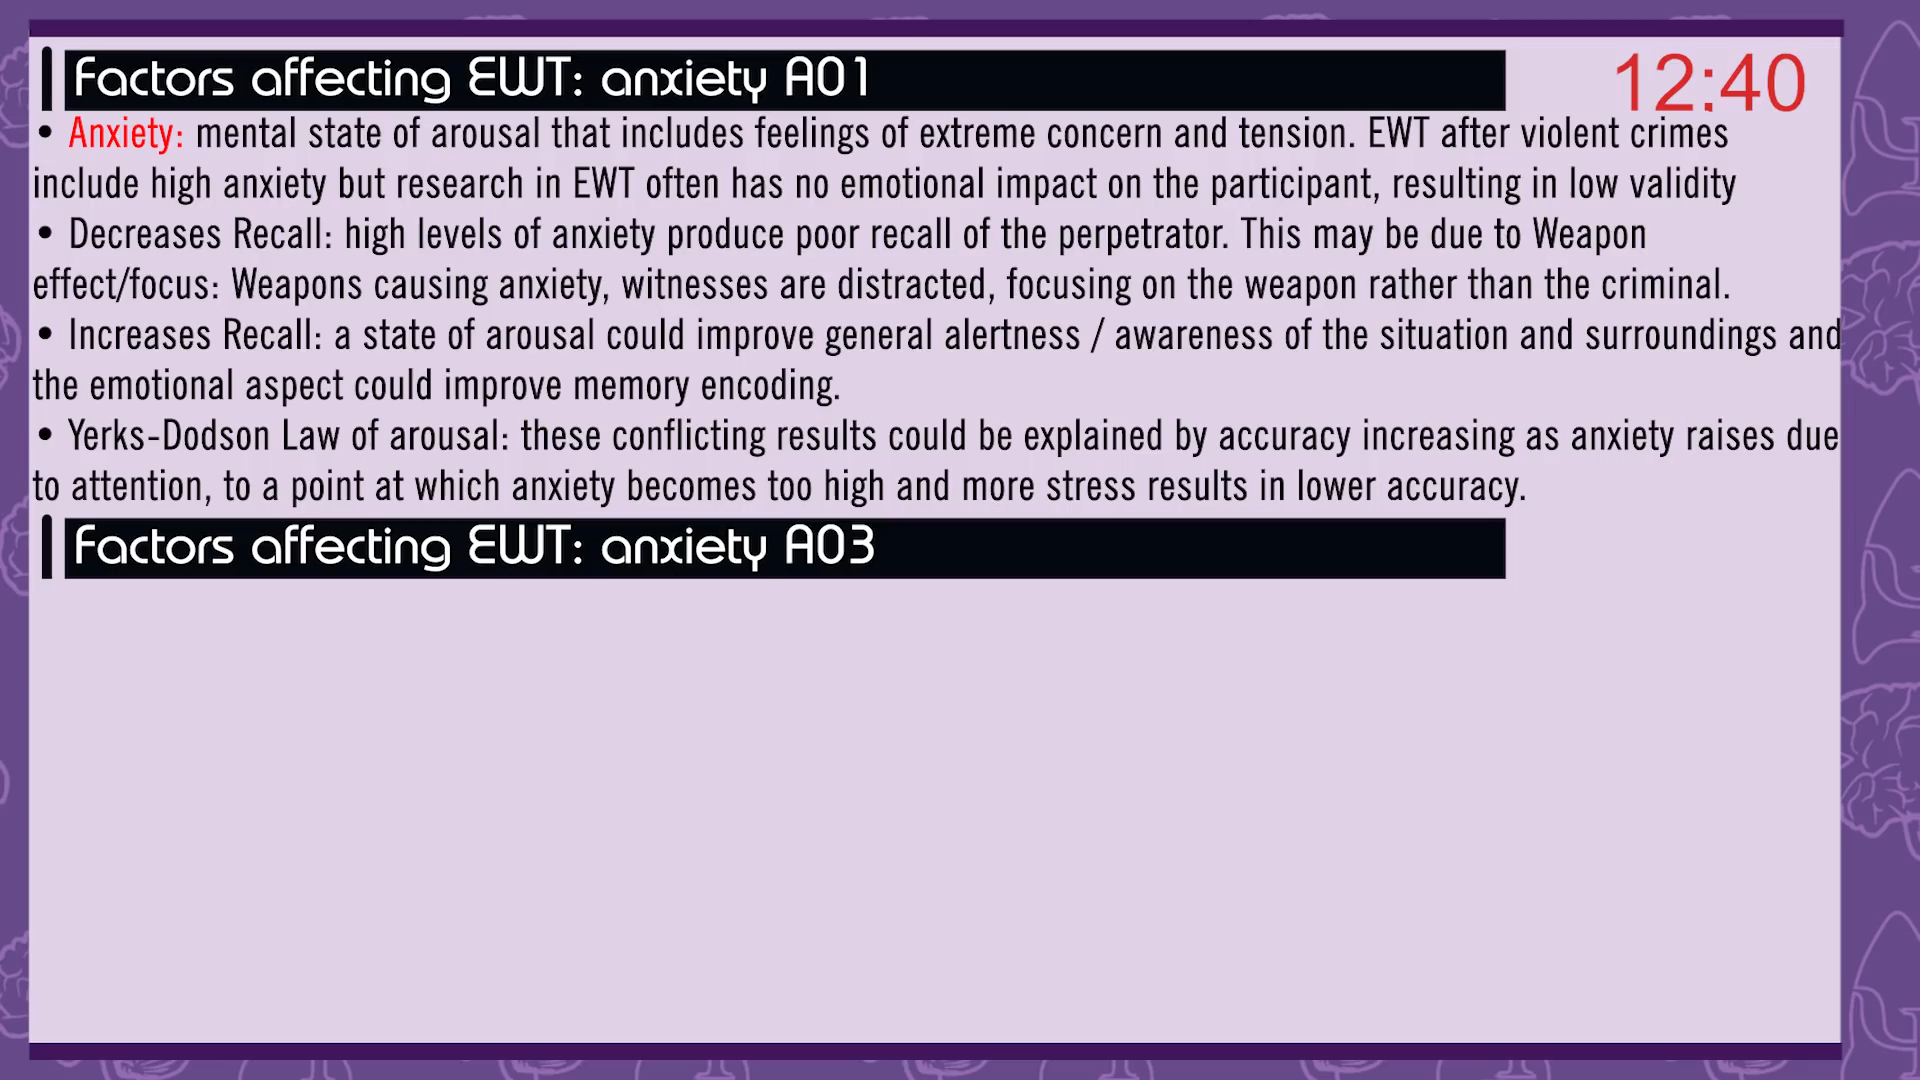 Factors affecting EWT: anxiety AO1
12:40
• Anxiety: mental state of arousal that includes feelings of extreme concern and tension. EWT after violent crimes
include high anxiety but research in EWT often has no emotional impact on the participant, resulting in low validity
• Decreases Recall: high levels of anxiety produce poor recall of the perpetrator. This may be due to Weapon
effect/focus: Weapons causing anxiety, witnesses are distracted, focusing on the weapon rather than the criminal.
• Increases Recall: a state of arousal could improve general alertness / awareness of the situation and surroundings and
the emotional aspect could improve memory encoding.
• Yerks-Dodson Law of arousal: these conflicting results could be explained by accuracy increasing as anxiety raises due
to attention, to a point at which anxiety becomes too high and more stress results in lower accuracy.
Factors affecting EWT: anxiety AO3